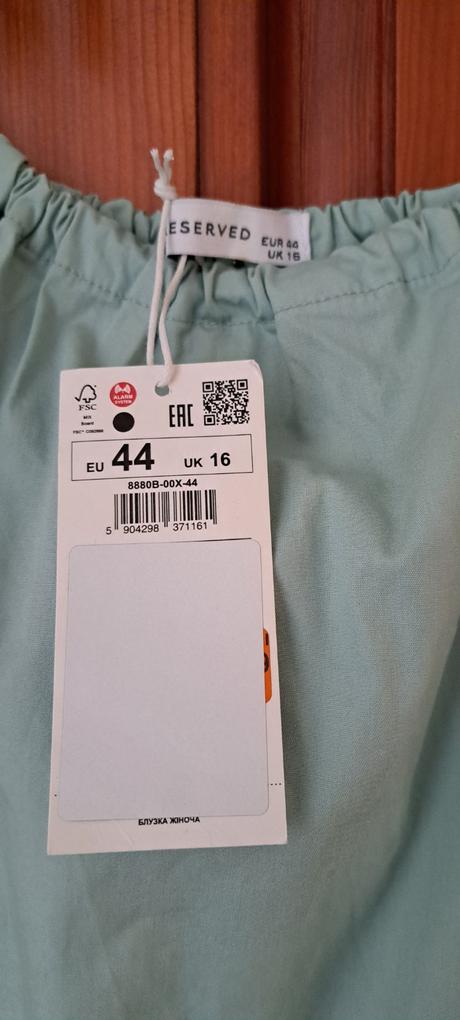 RESERVED
EUR 44
UK 16
FSC
MIX
Board
ALARM
SYSTEM
EAC
EU 44 UK 16
8880B-00X-44
5 904298 371161
БЛУЗКА ЖІНОЧА